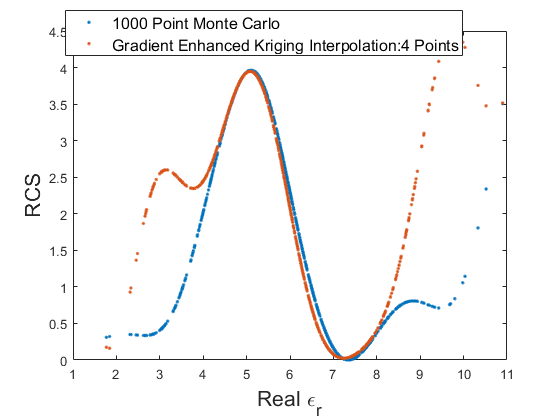 1000 Point Monte Carlo
Gradient Enhanced Kriging Interpolation:4 Points
4.5
4
3.5
3
2.5
2
1.5
1
0.5
0
RCS
1 2 3 4 5 6 7 8 9 10 11
Real ϵr